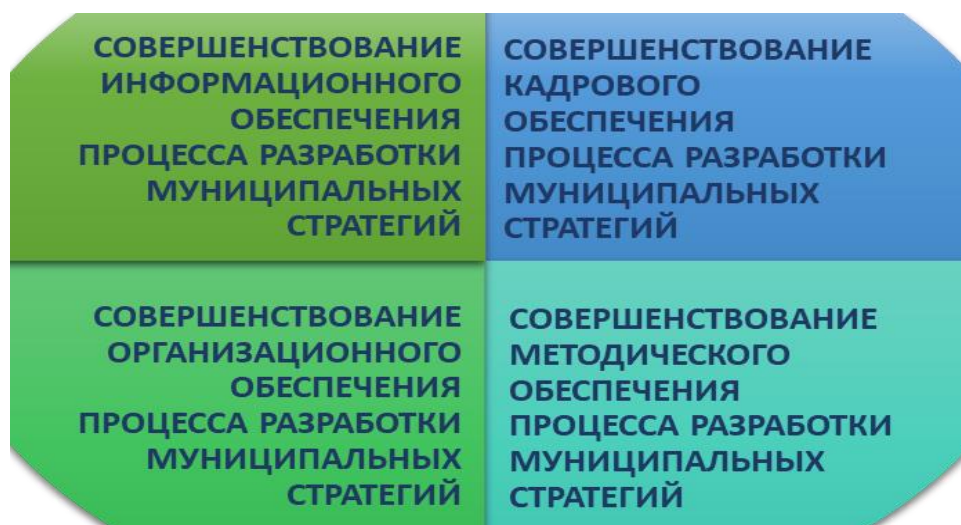 СОВЕРШЕНСТВОВАНИЕ
ИНФОРМАЦИОННОГО
ОБЕСПЕЧЕНИЯ
ПРОЦЕССА РАЗРАБОТКИ
МУНИЦИПАЛЬНЫХ
СТРАТЕГИЙ
СОВЕРШЕНСТВОВАНИЕ
КАДРОВОГО
ОБЕСПЕЧЕНИЯ
ПРОЦЕССА РАЗРАБОТКИ
МУНИЦИПАЛЬНЫХ
СТРАТЕГИЙ
СОВЕРШЕНСТВОВАНИЕ
ОРГАНИЗАЦИОННОГО
ОБЕСПЕЧЕНИЯ
ПРОЦЕССА РАЗРАБОТКИ
МУНИЦИПАЛЬНЫХ
СТРАТЕГИЙ
СОВЕРШЕНСТВОВАНИЕ
МЕТОДИЧЕСКОГО
ОБЕСПЕЧЕНИЯ
ПРОЦЕССА РАЗРАБОТКИ
МУНИЦИПАЛЬНЫХ
СТРАТЕГИЙ